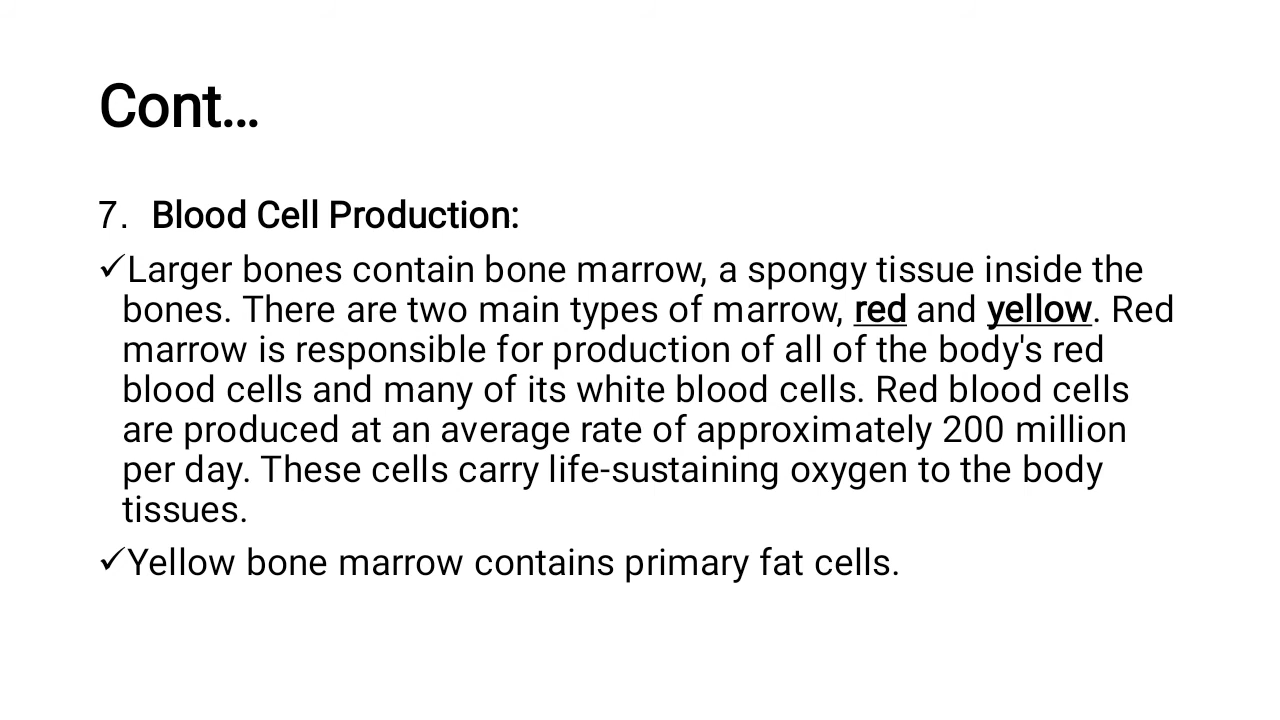 Cont...
7. Blood Cell Production:
✓Larger bones contain bone marrow, a spongy tissue inside the
bones. There are two main types of marrow, red and yellow. Red
marrow is responsible for production of all of the body's red
blood cells and many of its white blood cells. Red blood cells
are produced at an average rate of approximately 200 million
per day. These cells carry life-sustaining oxygen to the body
tissues.
✓Yellow bone marrow contains primary fat cells.